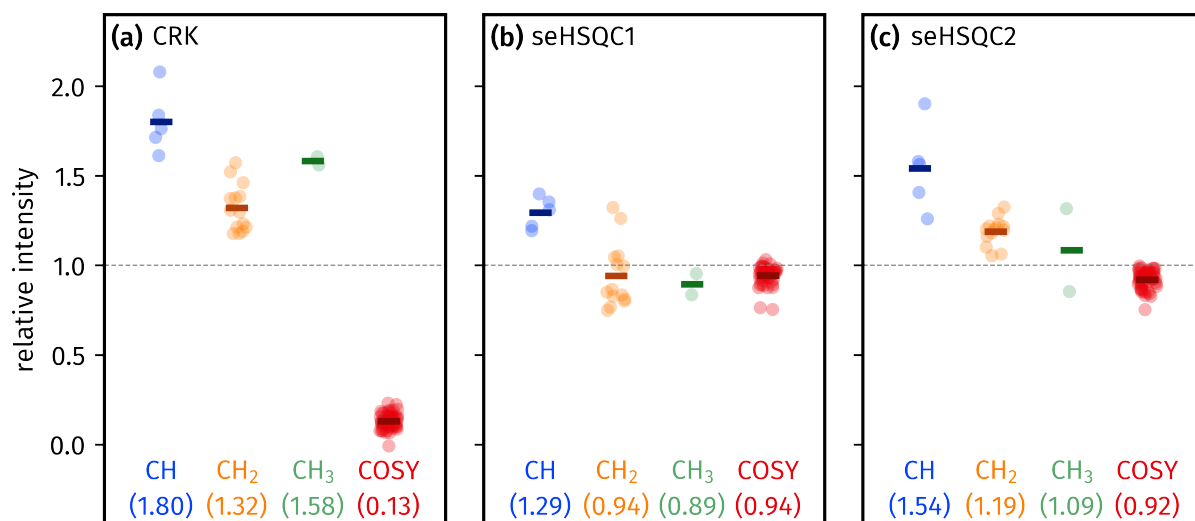 (a) CRK
(b) seHSQC1
(c) seHSQC2
relative intensity
2.0
1.5
1.0
0.5
0.0
CH CH₂ CH₃ COSY
(1.80) (1.32) (1.58) (0.13)
CH CH₂ CH₃ COSY
(1.29) (0.94) (0.89) (0.94)
CH CH₂ CH₃ COSY
(1.54) (1.19) (1.09) (0.92)